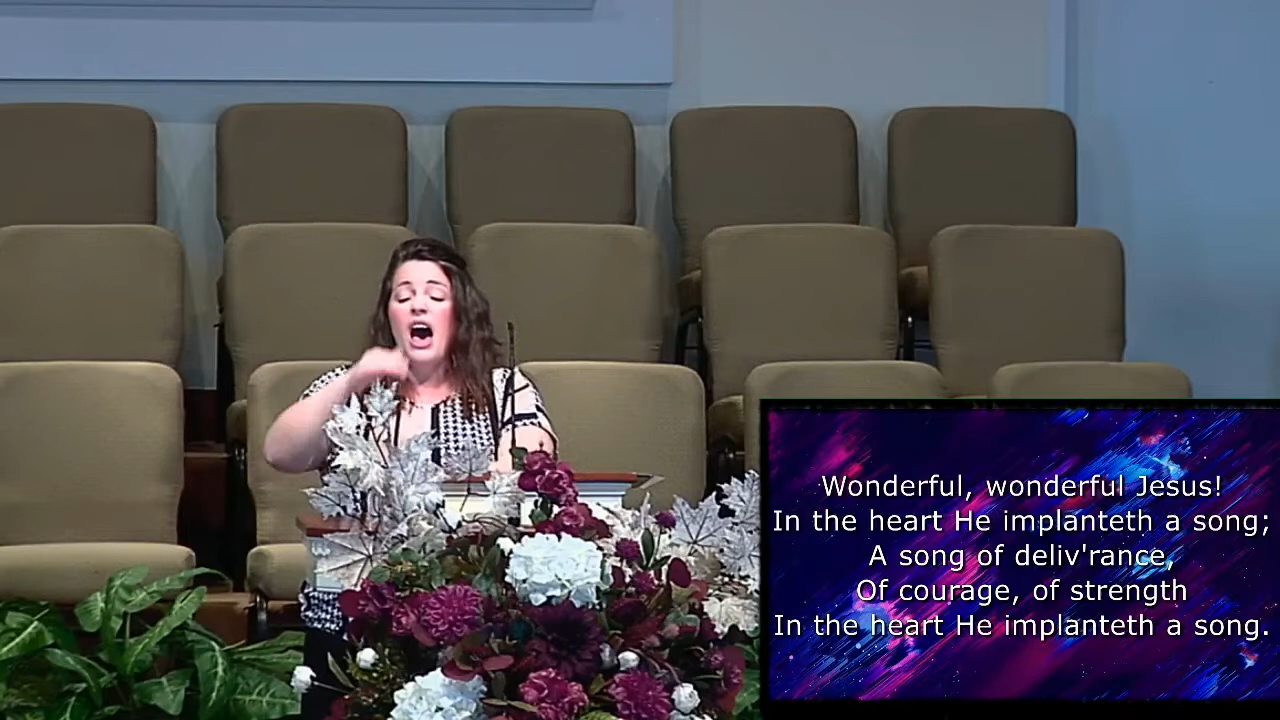 Wonderful, wonderful Jesus!
In the heart He implanteth a song;
A song of deliv'rance,
Of courage, of strength
In the heart He implanteth a song.